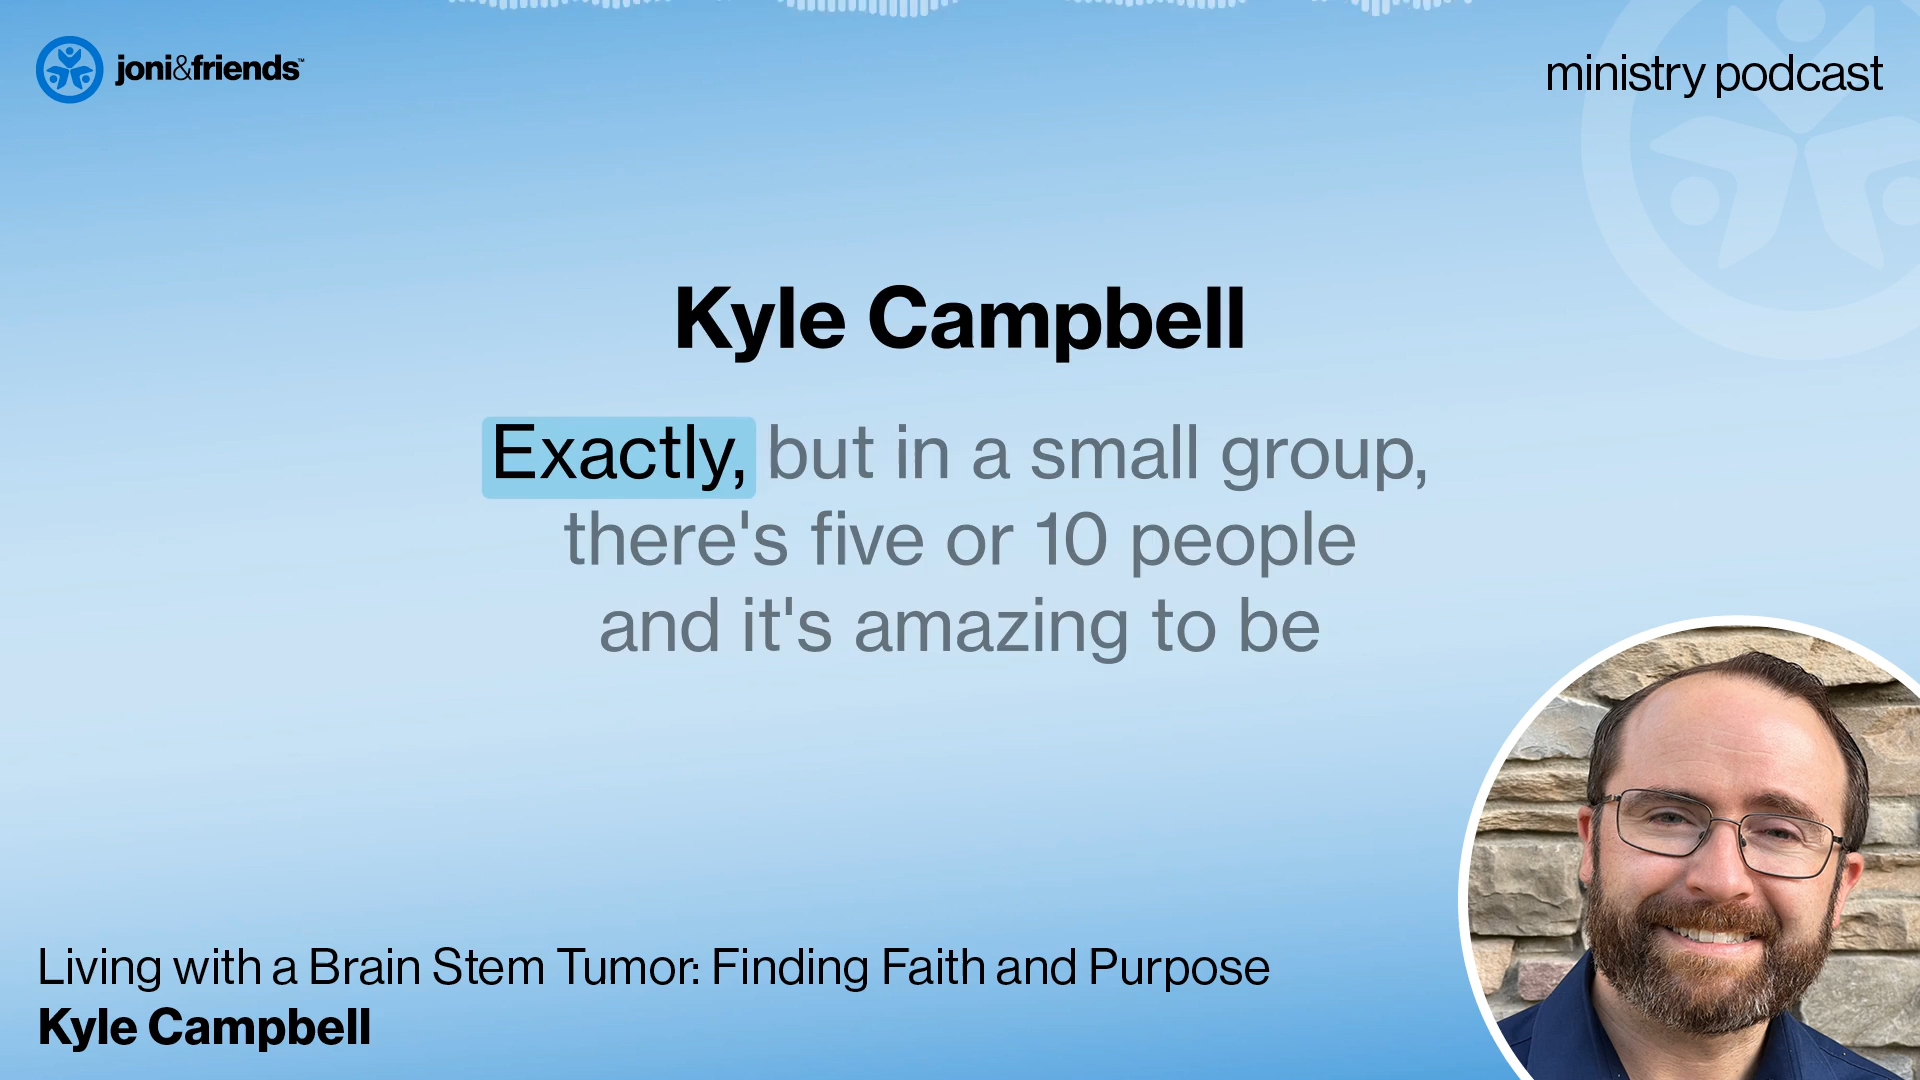 joni&friends™
ministry podcast
Kyle Campbell
Exactly, but in a small group,
there's five or 10 people
and it's amazing to be
Living with a Brain Stem Tumor: Finding Faith and Purpose
Kyle Campbell